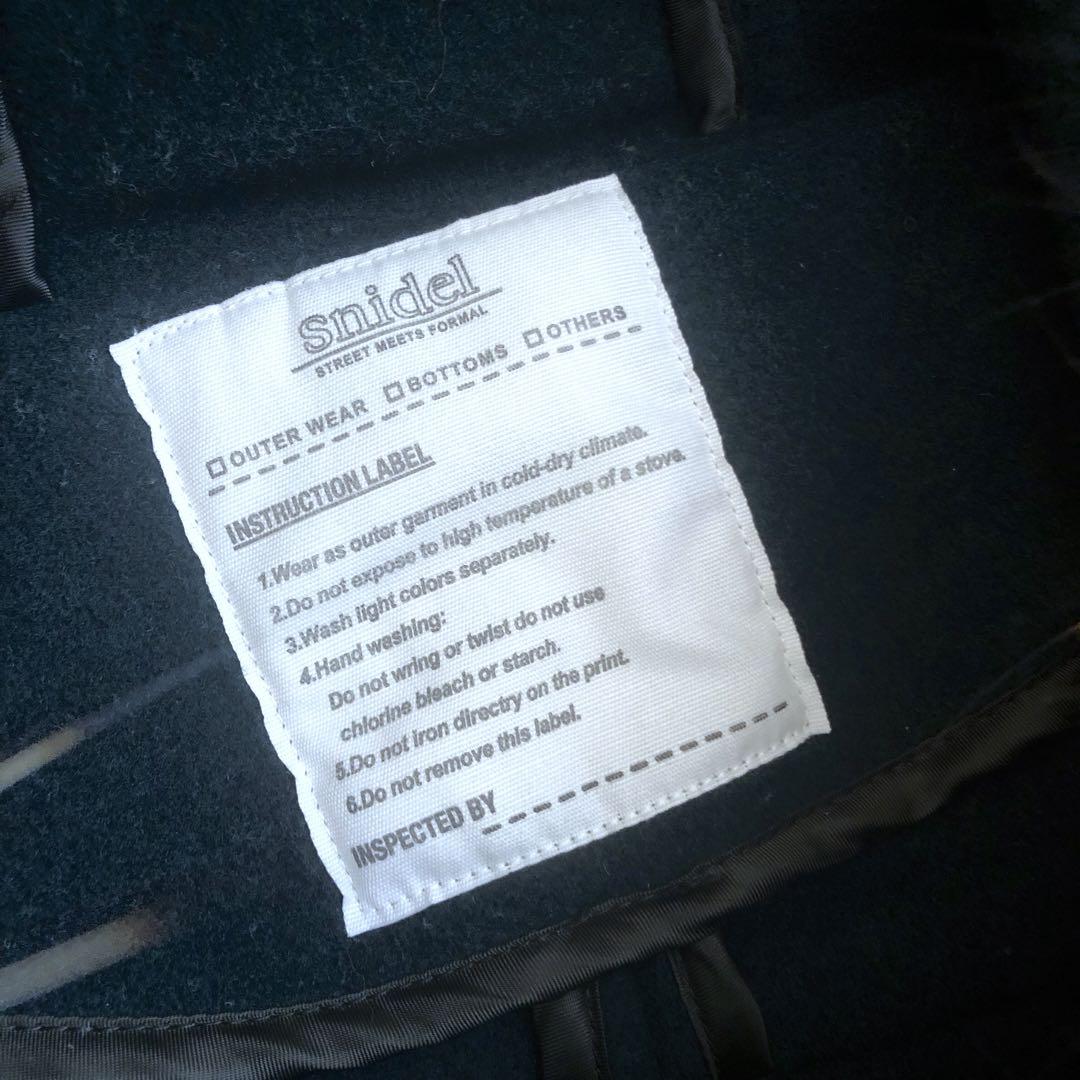 snidel
STREET MEETS FORMAL
OUTER WEAR BOTTOMS OTHERS
INSTRUCTION LABEL
1.Wear as outer garment in cold-dry climate.
2.Do not expose to high temperature of a stove.
3.Wash light colors separately.
4.Hand washing:
Do not wring or twist do not use
chlorine bleach or starch.
5.Do not iron directry on the print.
6.Do not remove this label.
INSPECTED BY